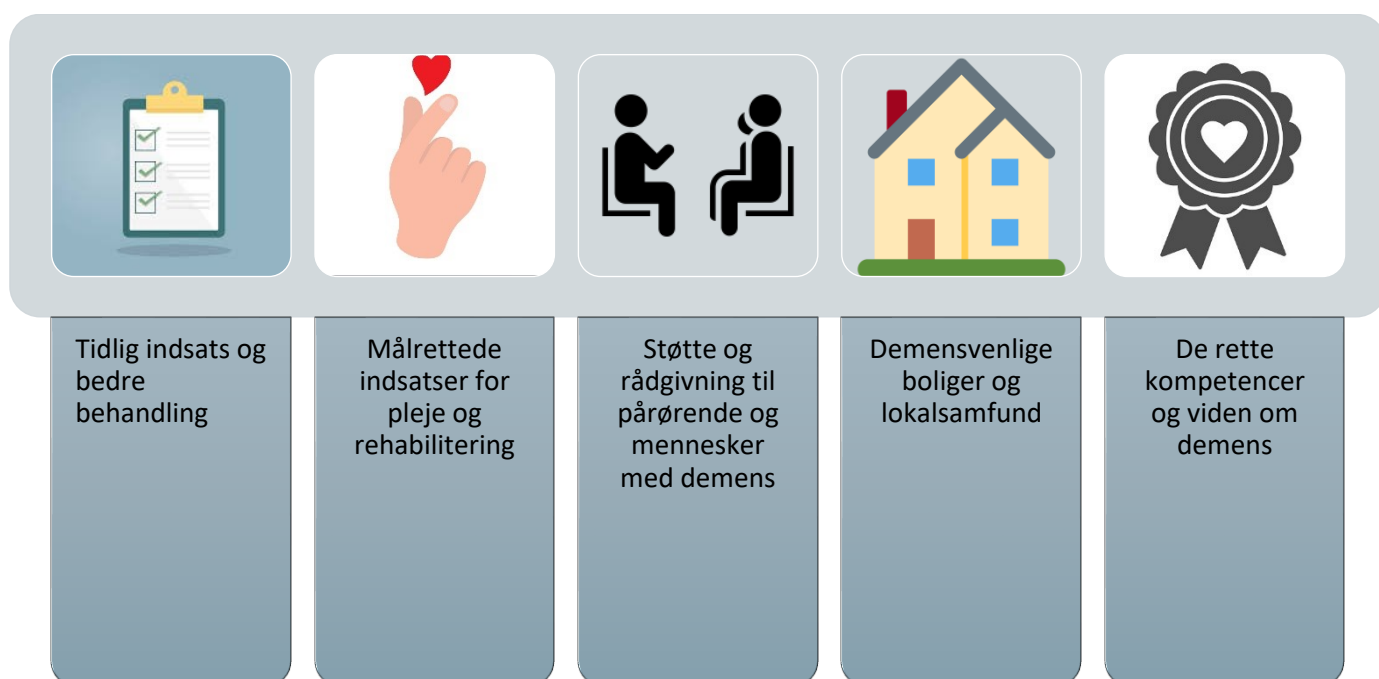 Tidlig indsats og
bedre
behandling
Målrettede
indsatser for
pleje og
rehabilitering
Støtte og
rådgivning til
pårørende og
mennesker
med demens
Demensvenlige
boliger og
lokalsamfund
De rette
kompetencer
og viden om
demens